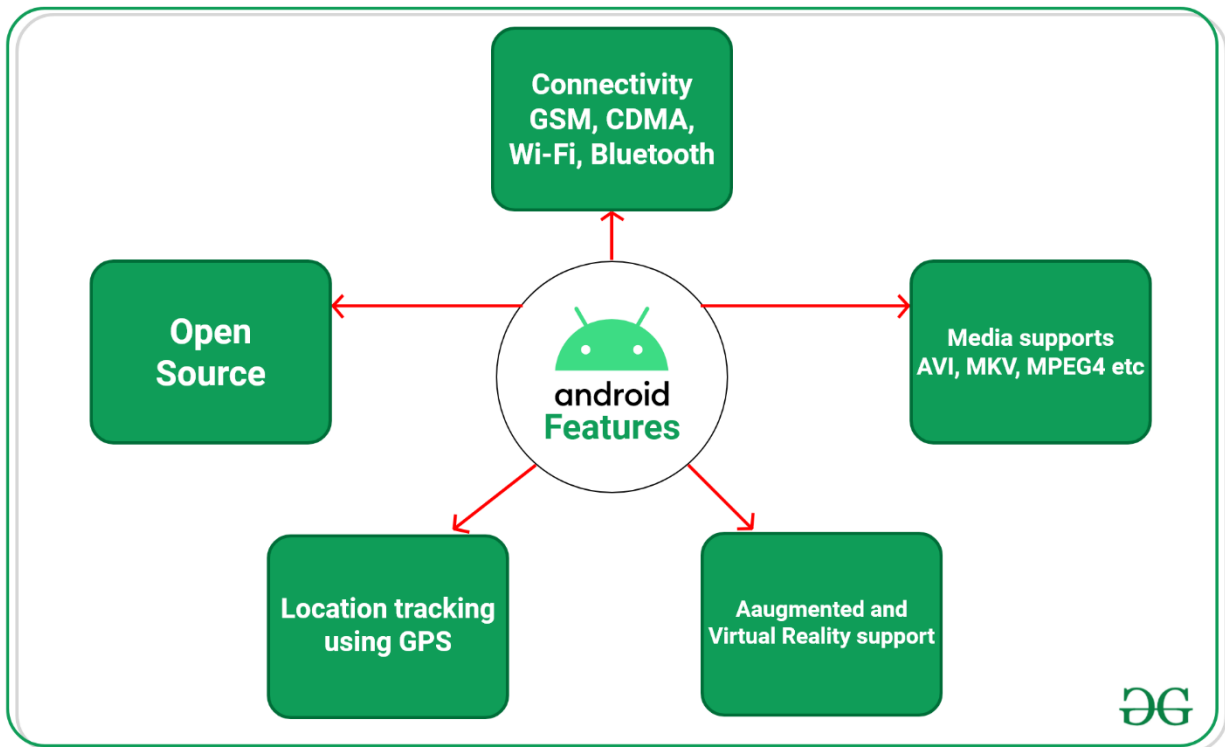 Connectivity
GSM, CDMA,
Wi-Fi, Bluetooth
Open
Source
android
Features
Media supports
AVI, MKV, MPEG4 etc
Location tracking
using GPS
Aaugmented and
Virtual Reality support